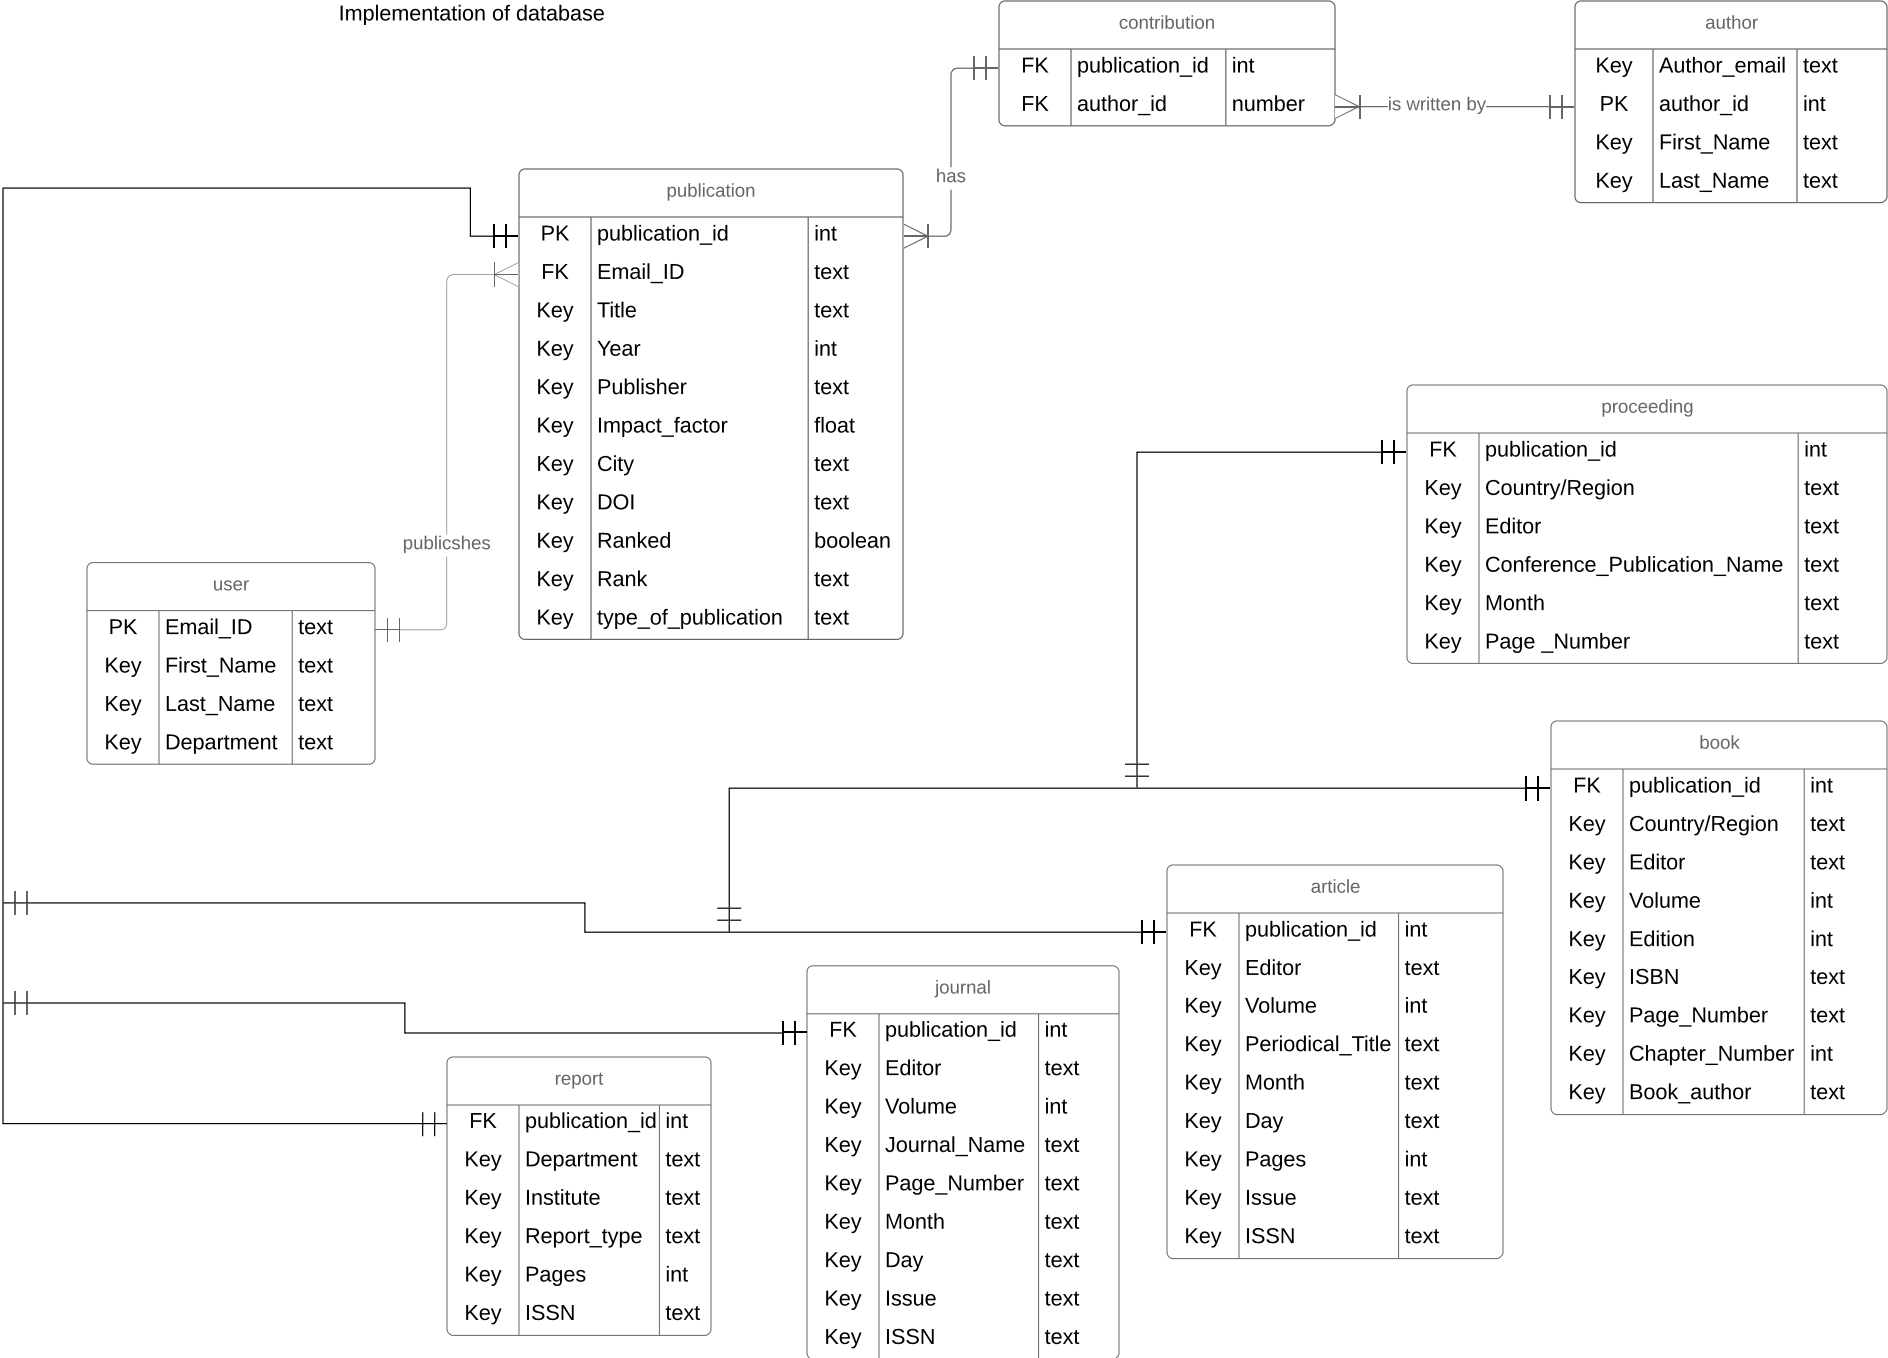 Implementation of database
contribution
FK publication_id int
FK author_id number
author
Key Author_email text
PK author_id int
Key First_Name text
Key Last_Name text
is written by
has
publication
PK publication_id int
FK Email_ID text
Key Title text
Key Year int
Key Publisher text
Key Impact_factor float
Key City text
Key DOI text
Key Ranked boolean
Key Rank text
Key type_of_publication text
publicshes
user
PK Email_ID text
Key First_Name text
Key Last_Name text
Key Department text
proceeding
FK publication_id int
Key Country/Region text
Key Editor text
Key Conference_Publication_Name text
Key Month text
Key Page _Number text
book
FK publication_id int
Key Country/Region text
Key Editor text
Key Volume int
Key Edition int
Key ISBN text
Key Page_Number text
Key Chapter_Number int
Key Book_author text
article
FK publication_id int
Key Editor text
Key Volume int
Key Periodical_Title text
Key Month text
Key Day text
Key Pages int
Key Issue text
Key ISSN text
journal
FK publication_id int
Key Editor text
Key Volume int
Key Journal_Name text
Key Page_Number text
Key Month text
Key Day text
Key Issue text
Key ISSN text
report
FK publication_id int
Key Department text
Key Institute text
Key Report_type text
Key Pages int
Key ISSN text